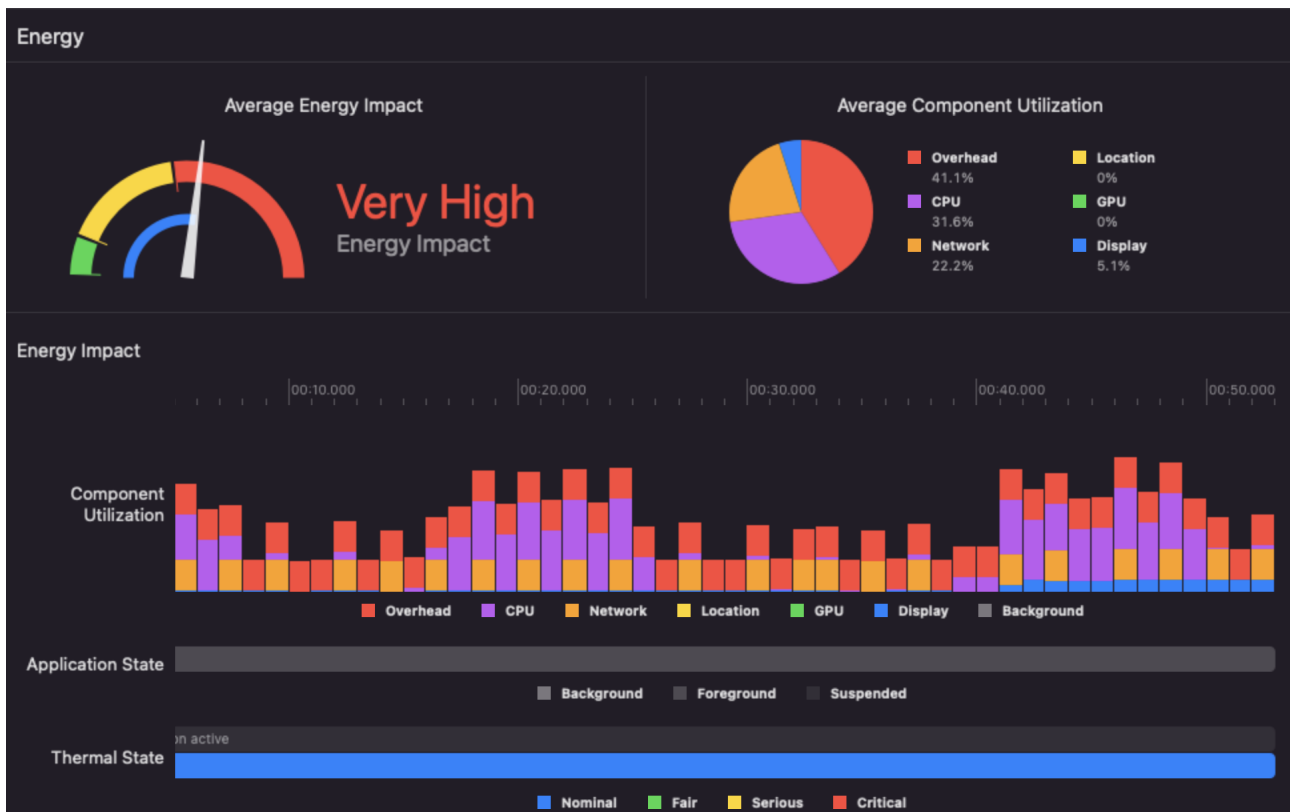 Energy
Average Energy Impact
Very High
Energy Impact
Average Component Utilization
Overhead
41.1%
CPU
31.6%
Network
22.2%
Location
0%
GPU
0%
Display
5.1%
Energy Impact
00:10.000 00:20.000 00:30.000 00:40.000 00:50.000
Component
Utilization
Overhead CPU Network Location GPU Display Background
Application State
Background Foreground Suspended
on active
Thermal State
Nominal Fair Serious Critical